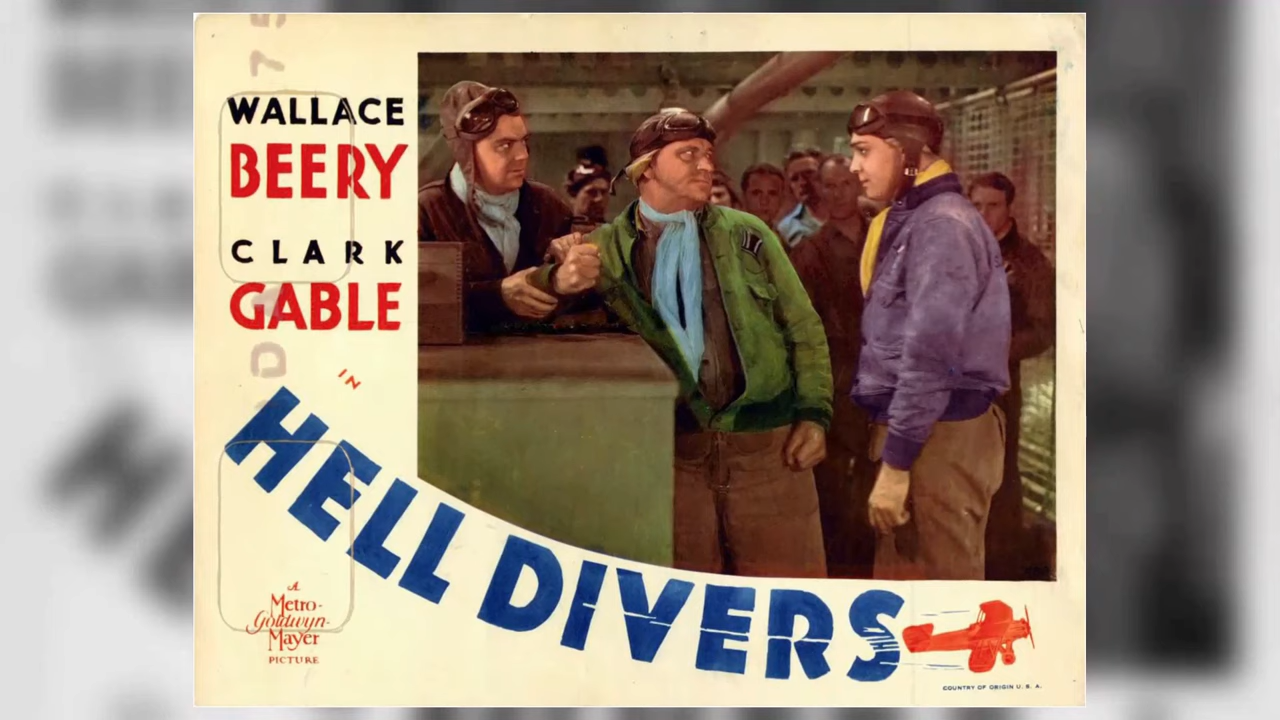 WALLACE
BEERY
CLARK
GABLE
IN
HELL DIVERS
A
Metro-
Goldwyn-
Mayer
PICTURE
COUNTRY OF ORIGIN U. S. A.